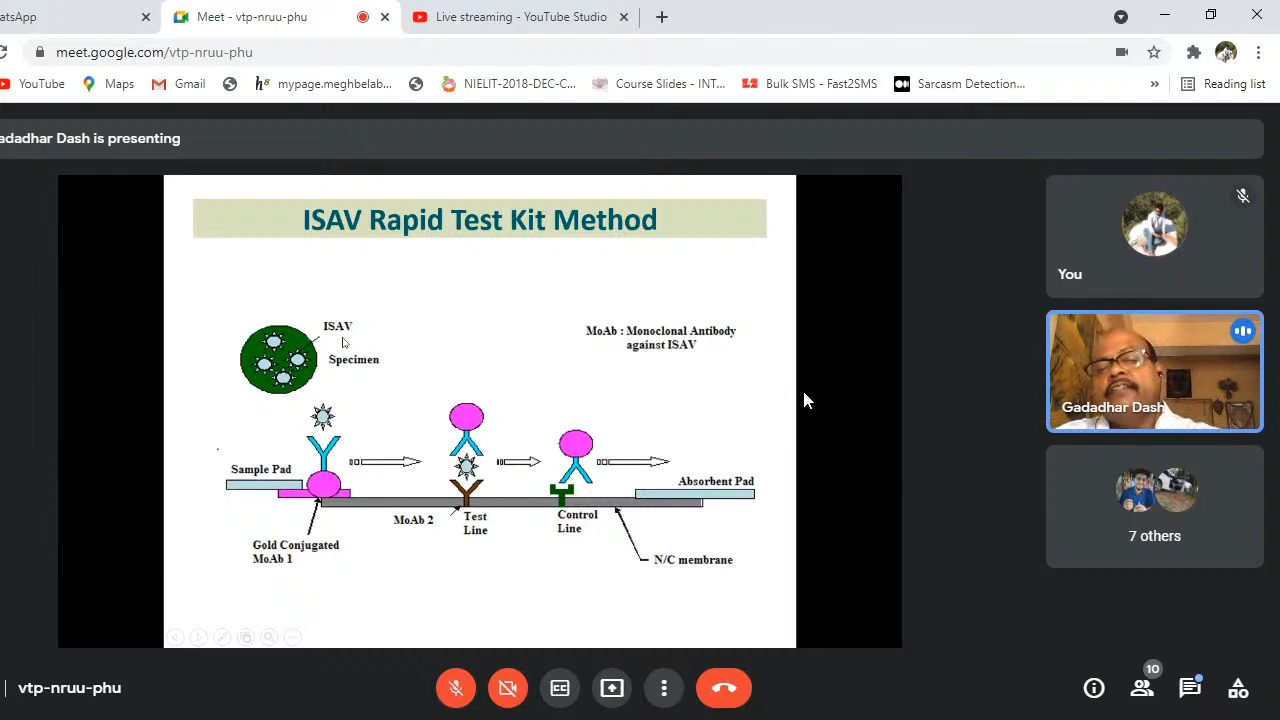 atsApp
Meet - vtp-nruu-phu
Live streaming - YouTube Studio
meet.google.com/vtp-nruu-phu
YouTube
Maps
Gmail
mypage.meghbelab...
NIELIT-2018-DEC-C...
Course Slides - INT...
Bulk SMS - Fast2SMS
Sarcasm Detection...
»
Reading list
adadhar Dash is presenting
ISAV Rapid Test Kit Method
ISAV
Specimen
MoAb : Monoclonal Antibody
against ISAV
Sample Pad
Absorbent Pad
MoAb 2
Test
Line
Control
Line
Gold Conjugated
MoAb 1
N/C membrane
You
Gadadhar Dash
7 others
vtp-nruu-phu
CC
10